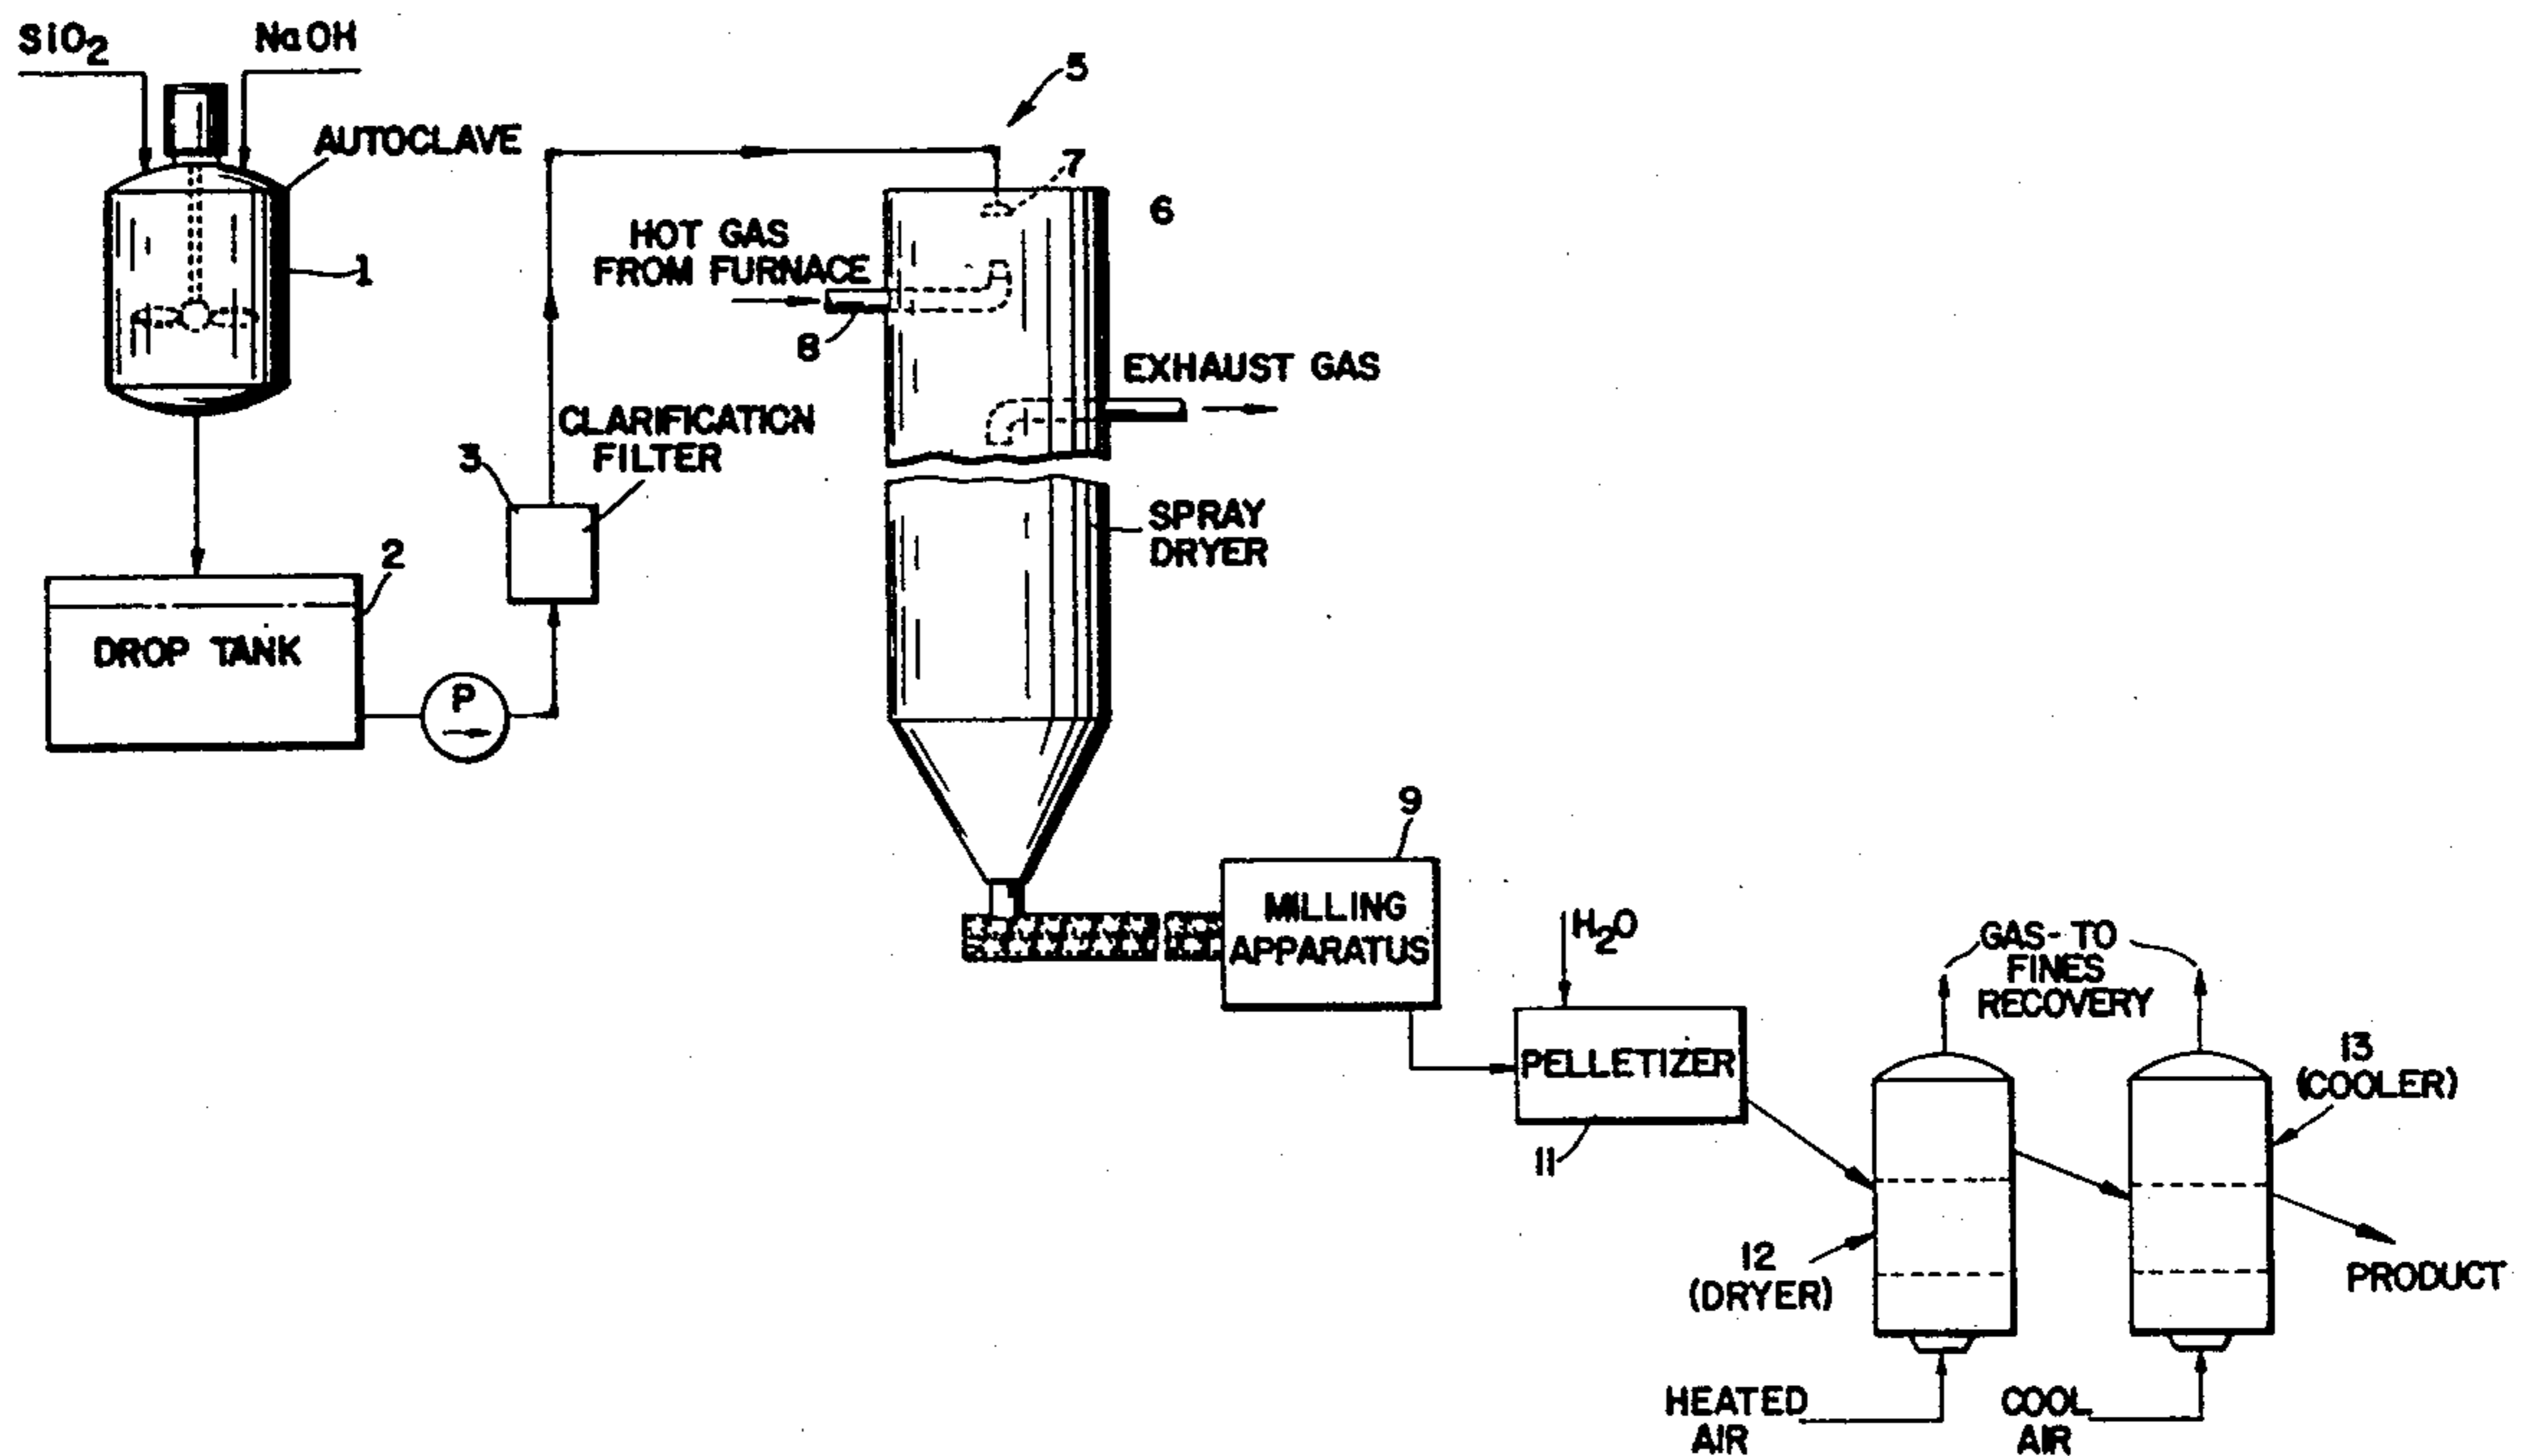 SiO2
NaOH
AUTOCLAVE
1
2
DROP TANK
P
3
CLARIFICATION
FILTER
5
7
6
HOT GAS
FROM FURNACE
8
EXHAUST GAS
SPRAY
DRYER
9
MILLING
APPARATUS
H2O
PELLETIZER
11
GAS-TO
FINES
RECOVERY
13
(COOLER)
12
(DRYER)
PRODUCT
HEATED
AIR
COOL
AIR